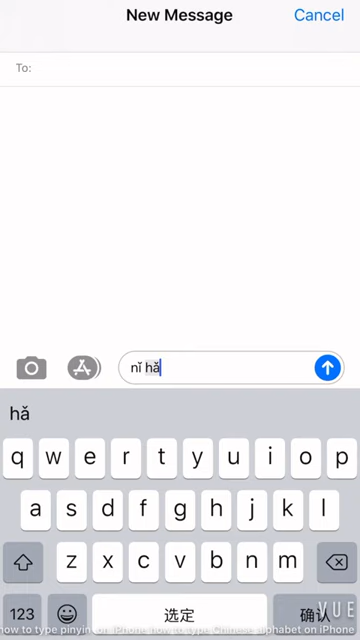 New Message Cancel
To:
nǐ hǎ
hǎ
q w e r t y u i o p
a s d f g h j k l
z x c v b n m
123 选定 确认
VUE
how to type pinyin on iPhone how to type Chinese alphabet on iPhone